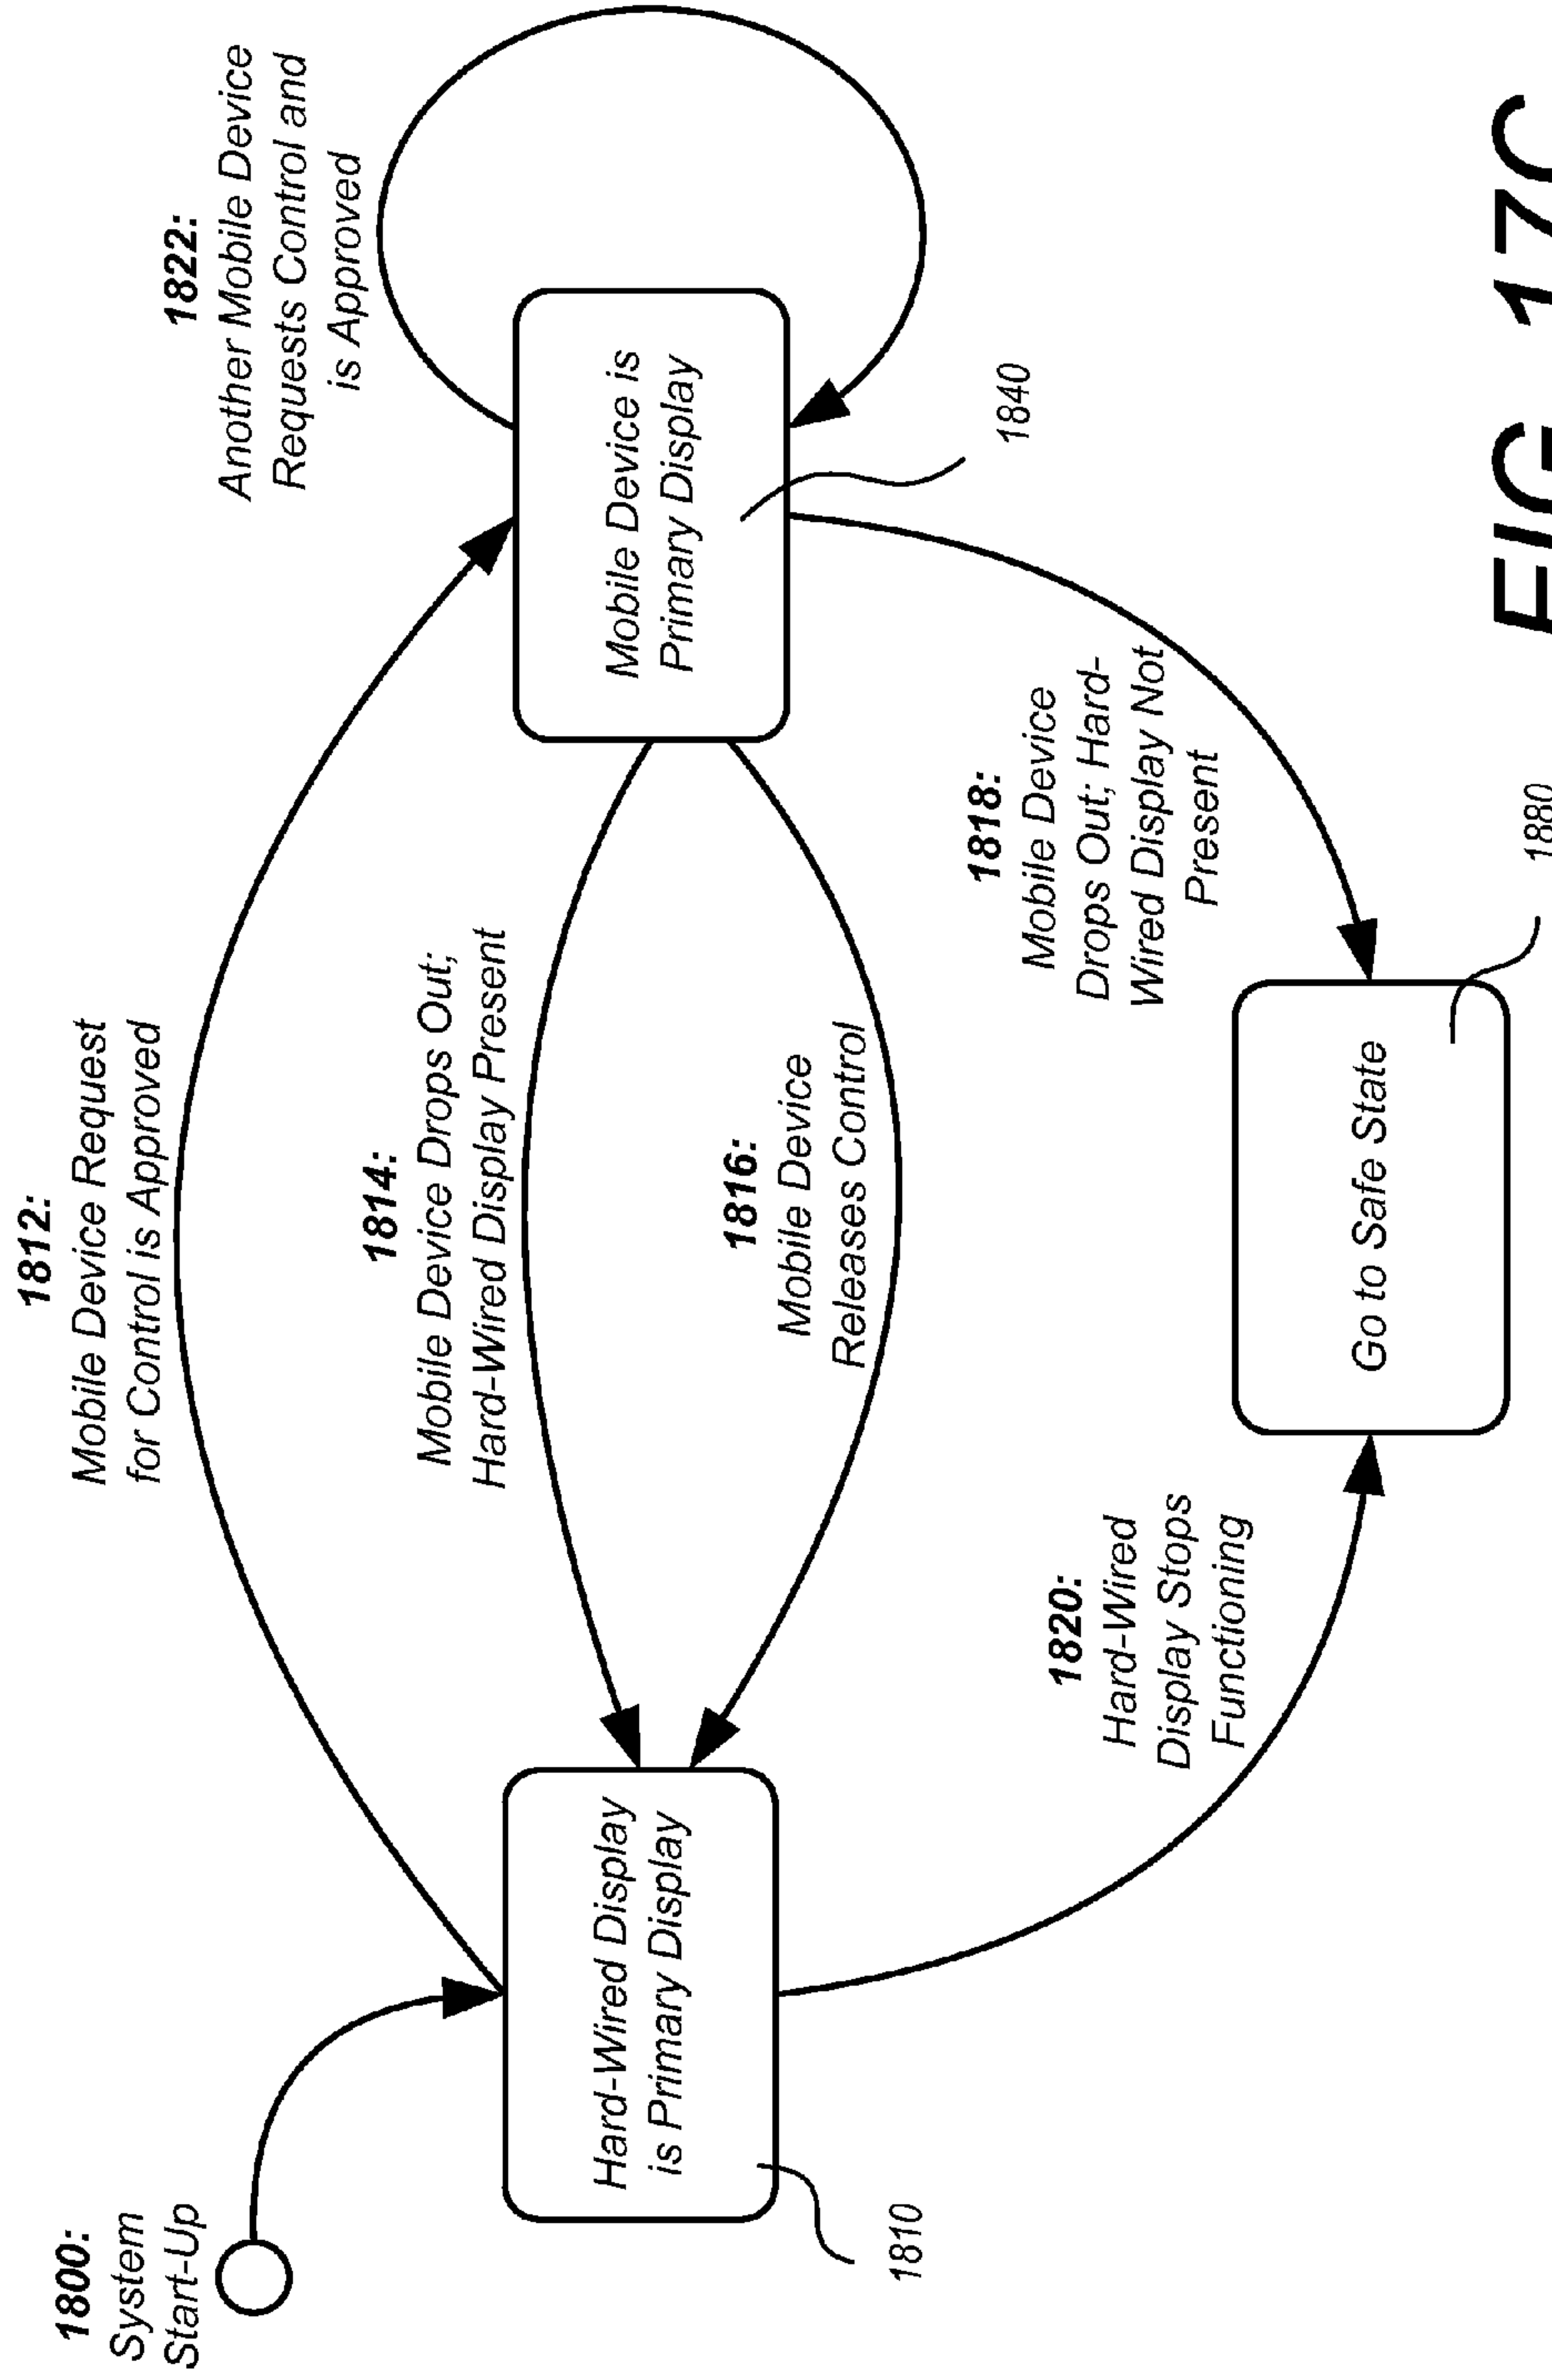 1800:
System
Start-Up
1812:
Mobile Device Request
for Control is Approved
1822:
Another Mobile Device
Requests Control and
is Approved
1814:
Mobile Device Drops Out;
Hard-Wired Display Present
Hard-Wired Display
is Primary Display
1810
Mobile Device is
Primary Display
1840
1816:
Mobile Device
Releases Control
1818:
Mobile Device
Drops Out; Hard-
Wired Display Not
Present
1820:
Hard-Wired
Display Stops
Functioning
Go to Safe State
1880
FIG. 17C